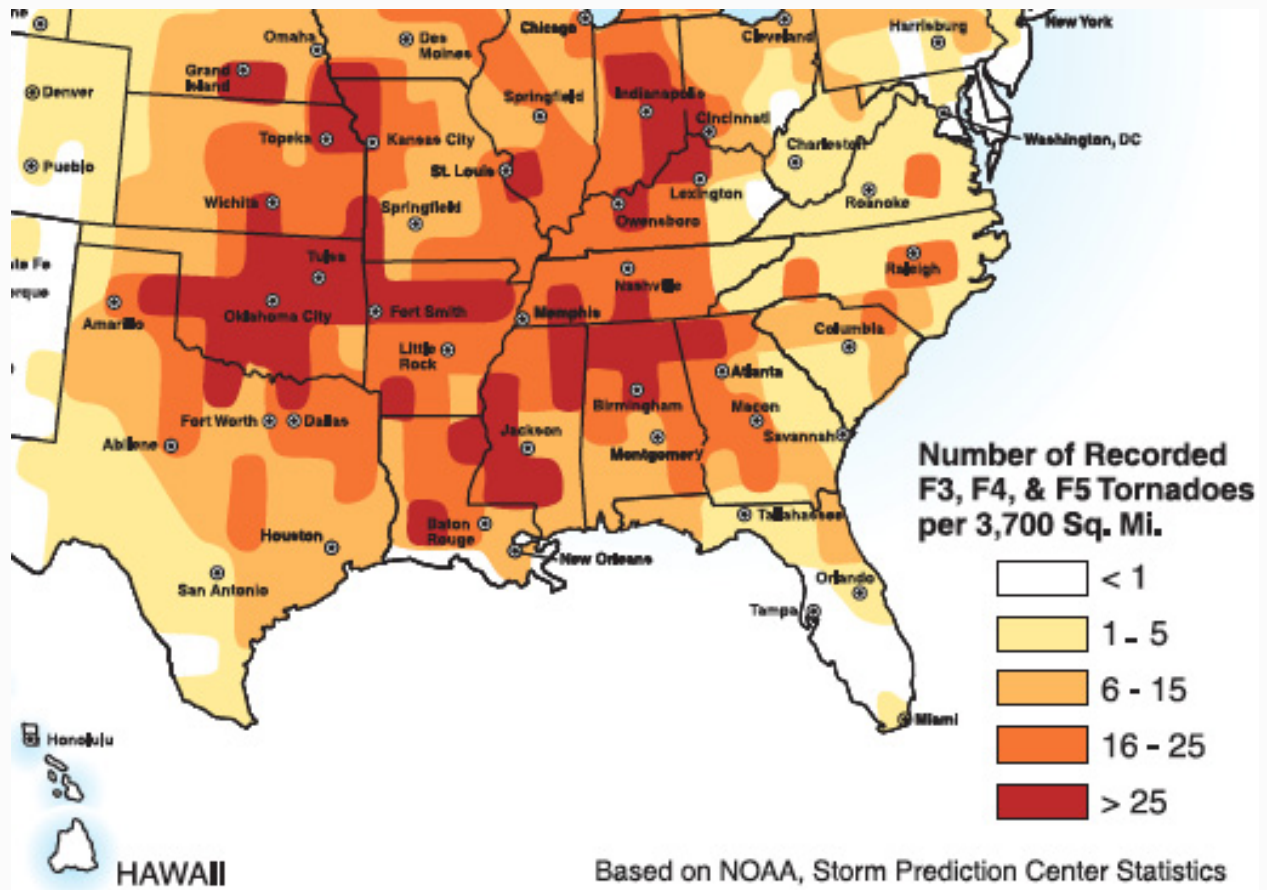 Harrisburg
New York
Chicago
Cleveland
Omaha
Des
Moines
Grand
Island
Denver
Springfield
Indianapolis
Cincinnati
Topeka
Kansas City
Washington, DC
Charleston
Pueblo
St. Louis
Lexington
Wichita
Springfield
Roanoke
Owensboro
Tulsa
Raleigh
Nashville
Amarillo
Oklahoma City
Fort Smith
Memphis
Columbia
Little
Rock
Atlanta
Birmingham
Macon
Fort Worth
Dallas
Savannah
Abilene
Jackson
Montgomery
Number of Recorded
F3, F4, & F5 Tornadoes
per 3,700 Sq. Mi.
Tallahassee
Baton
Rouge
Houston
New Orleans
San Antonio
Orlando
Tampa
Miami
< 1
1 - 5
6 - 15
16 - 25
> 25
Honolulu
HAWAII
Based on NOAA, Storm Prediction Center Statistics